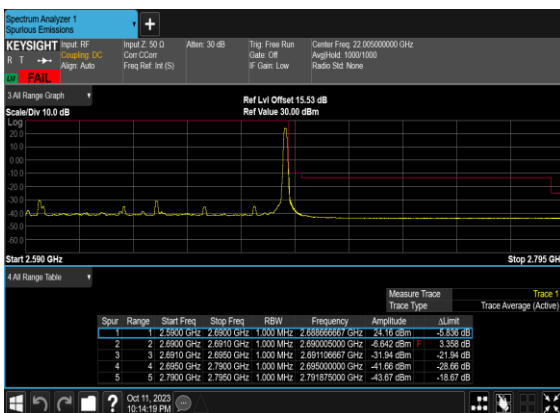 Spectrum Analyzer 1
Spurious Emissions
+
KEYSIGHT Input: RF Input Z: 50 Ω Atten: 30 dB Trig: Free Run Center Freq: 22.005000000 GHz
R T Coupling: DC Corr CCorr Gate: Off Avg|Hold: 1000/1000
Align: Auto Freq Ref: Int (S) IF Gain: Low Radio Std: None
FAIL
3 All Range Graph
Ref Lvl Offset 15.53 dB
Scale/Div 10.0 dB Ref Value 30.00 dBm
Log
20.0
10.0
0.00
-10.0
-20.0
-30.0
-40.0
-50.0
-60.0
Start 2.590 GHz Stop 2.795 GH
4 All Range Table
Measure Trace Trace 1
Trace Type Trace Average (Active)
Spur Range Start Freq Stop Freq RBW Frequency Amplitude ΔLimit
1 1 2.5900 GHz 2.6900 GHz 1.000 MHz 2.688666667 GHz 24.16 dBm -5.836 dB
2 2 2.6900 GHz 2.6910 GHz 1.000 MHz 2.690005000 GHz -6.642 dBm F 3.358 dB
3 3 2.6910 GHz 2.6950 GHz 1.000 MHz 2.691106667 GHz -31.94 dBm -21.94 dB
4 4 2.6950 GHz 2.7900 GHz 1.000 MHz 2.695000000 GHz -41.66 dBm -28.66 dB
5 5 2.7900 GHz 2.7950 GHz 1.000 MHz 2.791875000 GHz -43.67 dBm -18.67 dB
Oct 11, 2023
10:14:19 PM